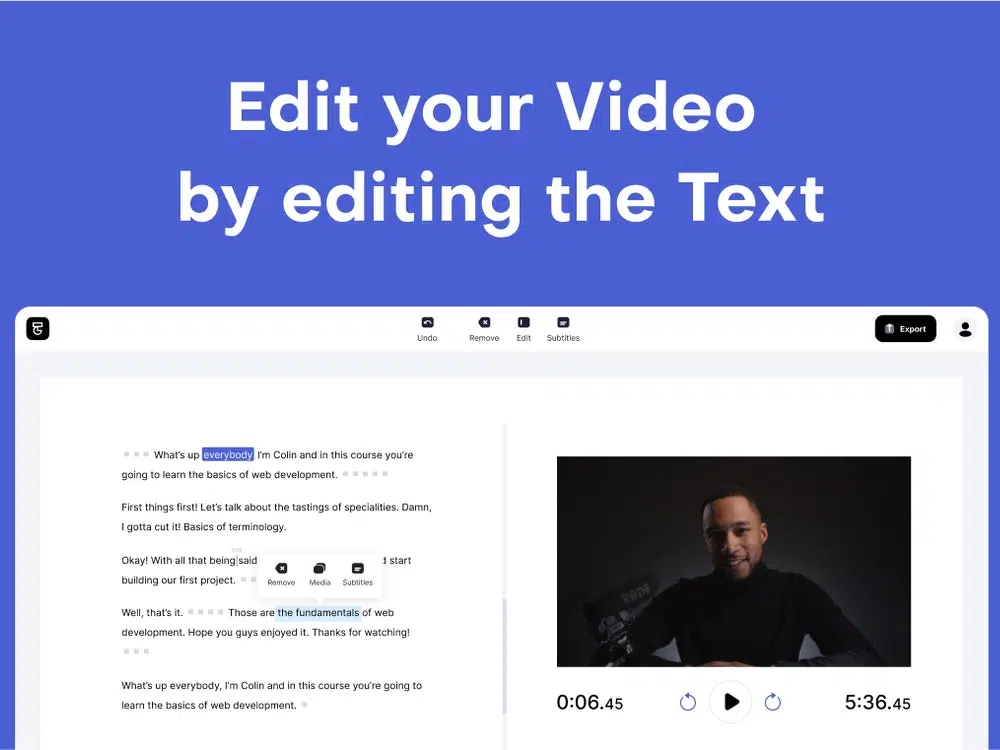 Edit your Video
by editing the Text
Undo
Remove
Edit
Subtitles
Export
What's up everybody I'm Colin and in this course you're
going to learn the basics of web development.
First things first! Let's talk about the tastings of specialities. Damn,
I gotta cut it! Basics of terminology.
Okay! With all that being said d start
building our first project.
Remove
Media
Subtitles
Well, that's it. Those are the fundamentals of web
development. Hope you guys enjoyed it. Thanks for watching!
What's up everybody, I'm Colin and in this course you're going to
learn the basics of web development.
RODE
0:06.45
5:36.45